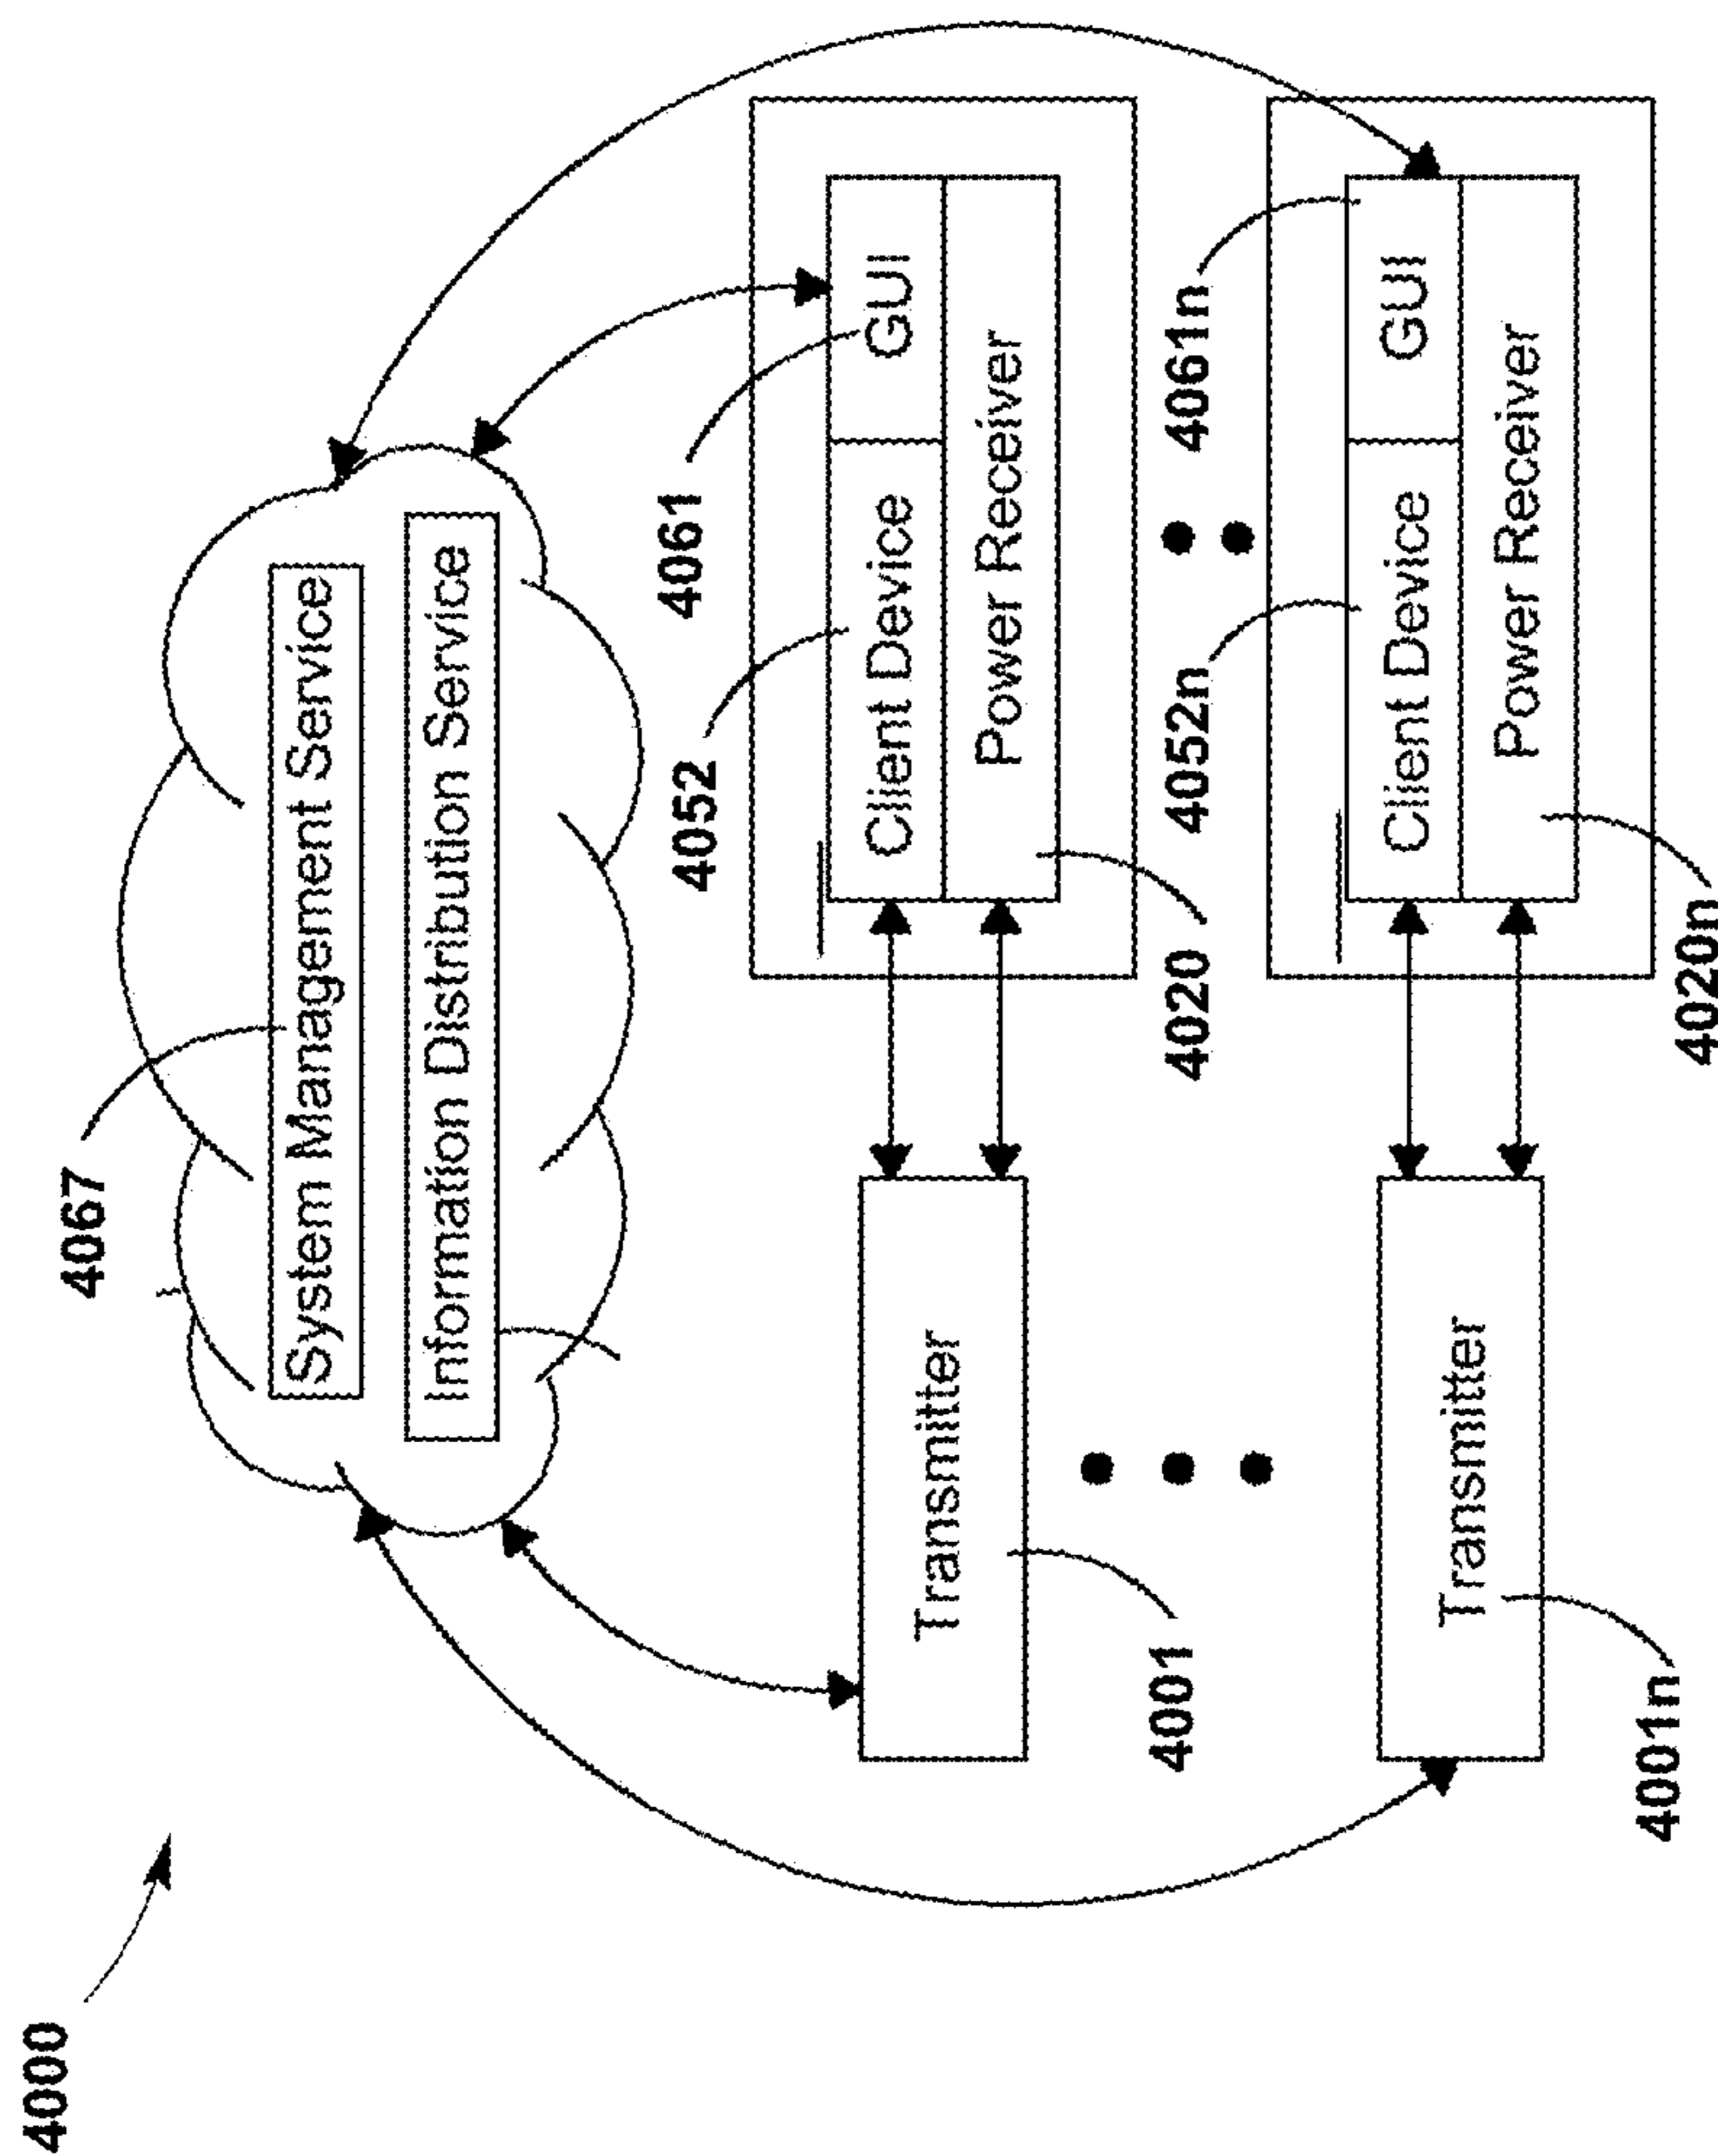 4000
4067
System Management Service
Information Distribution Service
4052
4061
Transmitter
Client Device
GUI
Power Receiver
4001
4020
4052n
4061n
Transmitter
Client Device
GUI
Power Receiver
4001n
4020n